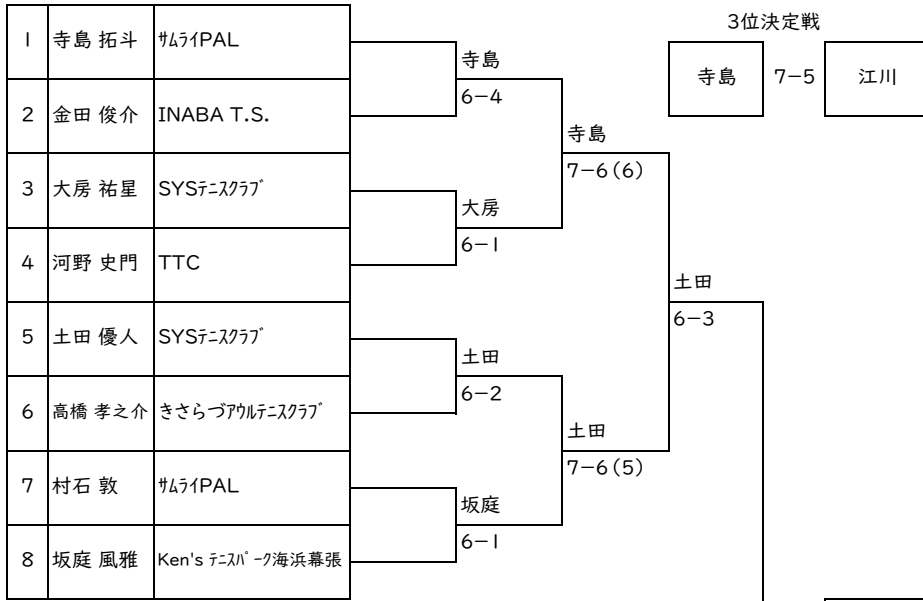 1 寺島 拓斗 ｻﾑﾗｲPAL
2 金田 俊介 INABA T.S.
3 大房 祐星 SYSﾃﾆｽｸﾗﾌﾞ
4 河野 史門 TTC
5 土田 優人 SYSﾃﾆｽｸﾗﾌﾞ
6 高橋 孝之介 きさらづｱｳﾙﾃﾆｽｸﾗﾌﾞ
7 村石 敦 ｻﾑﾗｲPAL
8 坂庭 風雅 Ken's ﾃﾆｽﾊﾟｰｸ海浜幕張
寺島
6-4
大房
6-1
土田
6-2
坂庭
6-1
寺島
7-6(6)
土田
7-6(5)
土田
6-3
3位決定戦
寺島 7-5 江川